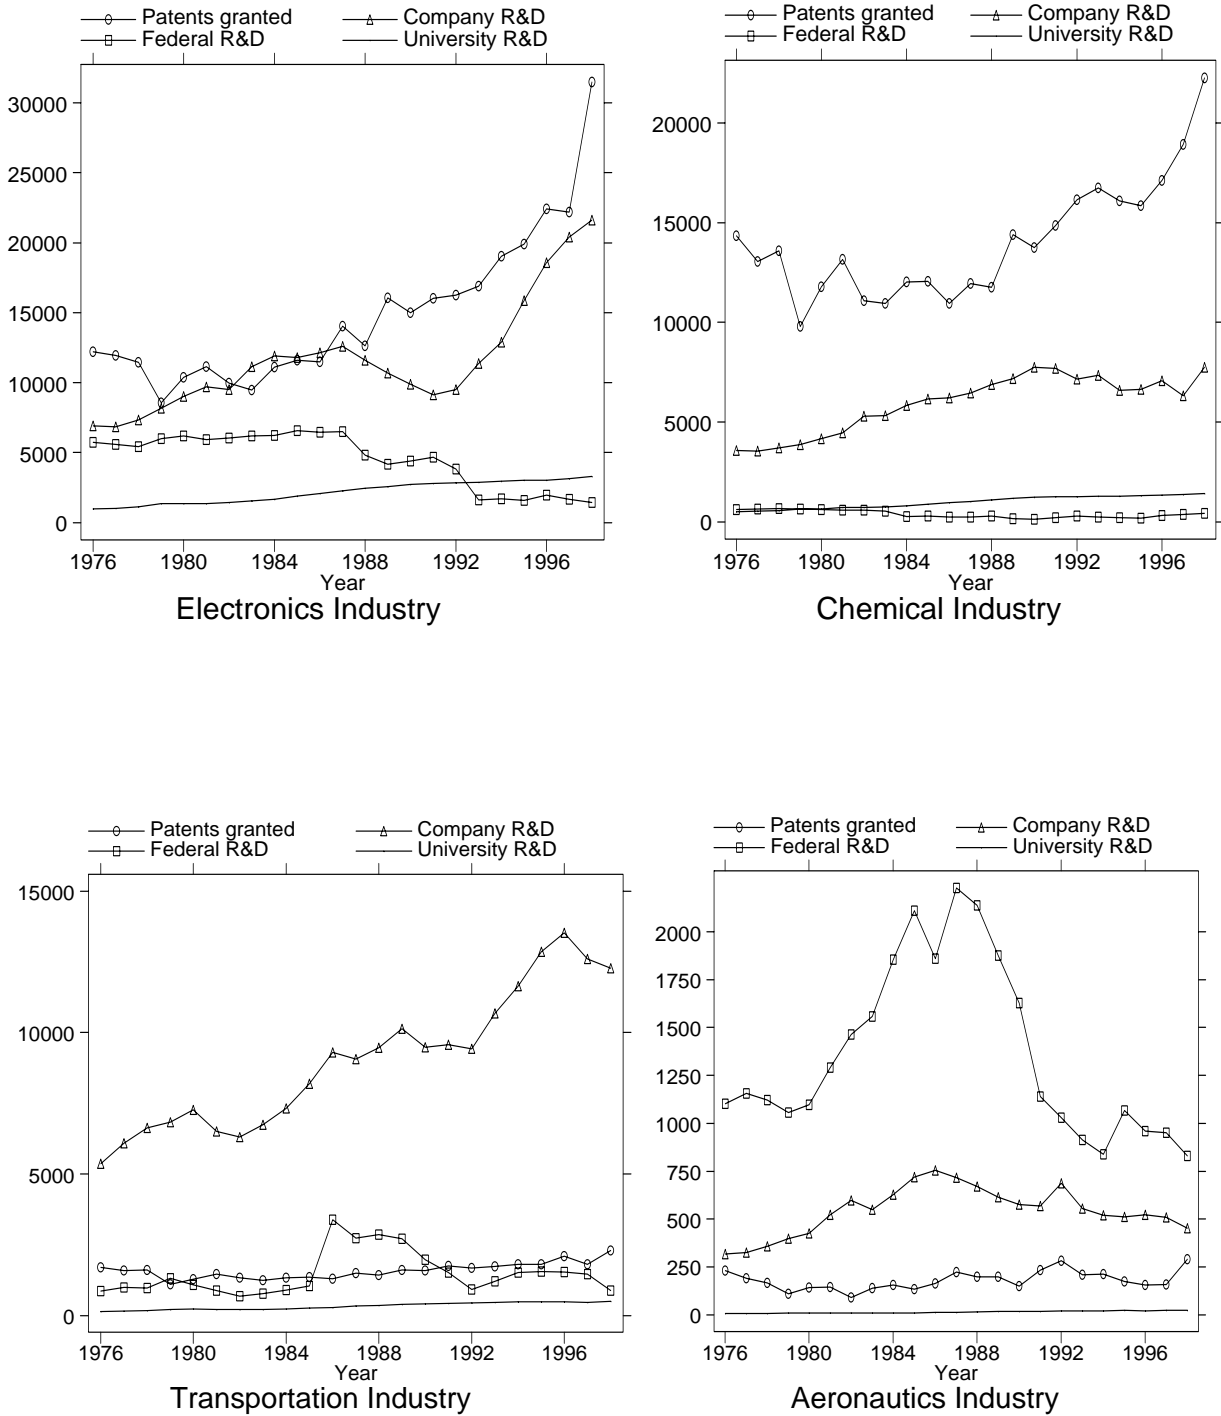 Patents granted Company R&D
Federal R&D University R&D
30000
25000
20000
15000
10000
5000
0
1976 1980 1984 1988 1992 1996
Year
Electronics Industry
Patents granted Company R&D
Federal R&D University R&D
20000
15000
10000
5000
0
1976 1980 1984 1988 1992 1996
Year
Chemical Industry
Patents granted Company R&D
Federal R&D University R&D
15000
10000
5000
0
1976 1980 1984 1988 1992 1996
Year
Transportation Industry
Patents granted Company R&D
Federal R&D University R&D
2000
1750
1500
1250
1000
750
500
250
0
1976 1980 1984 1988 1992 1996
Year
Aeronautics Industry